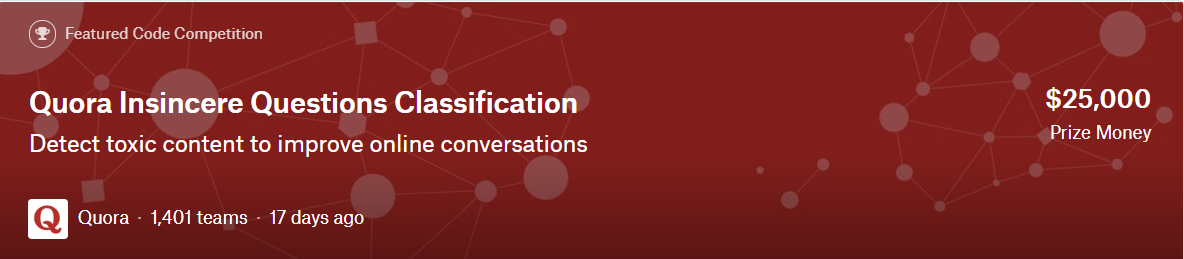 Featured Code Competition
Quora Insincere Questions Classification
$25,000
Detect toxic content to improve online conversations
Prize Money
Q
Quora · 1,401 teams · 17 days ago